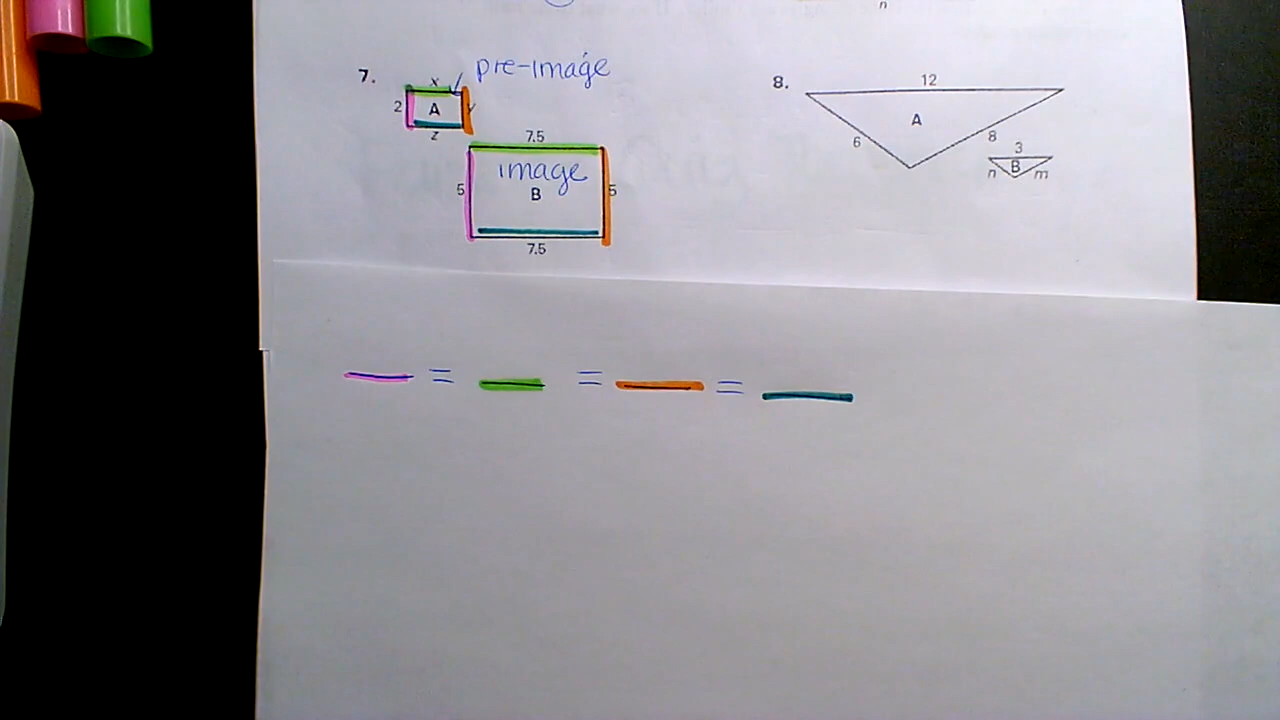 n
7.
pre-image
x
2
A
y
z
7.5
image
5
B
5
7.5
8.
12
A
6
8
3
B
n
m
= = =